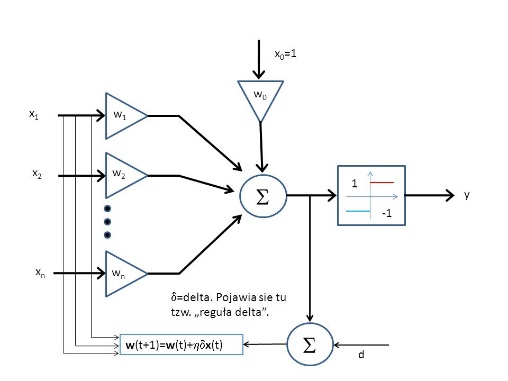 x₀=1
w₀
x₁
w₁
x₂
w₂
Σ
1
-1
y
xₙ
wₙ
δ=delta. Pojawia sie tu
tzw. „reguła delta”.
w(t+1)=w(t)+ηδx(t)
Σ
d